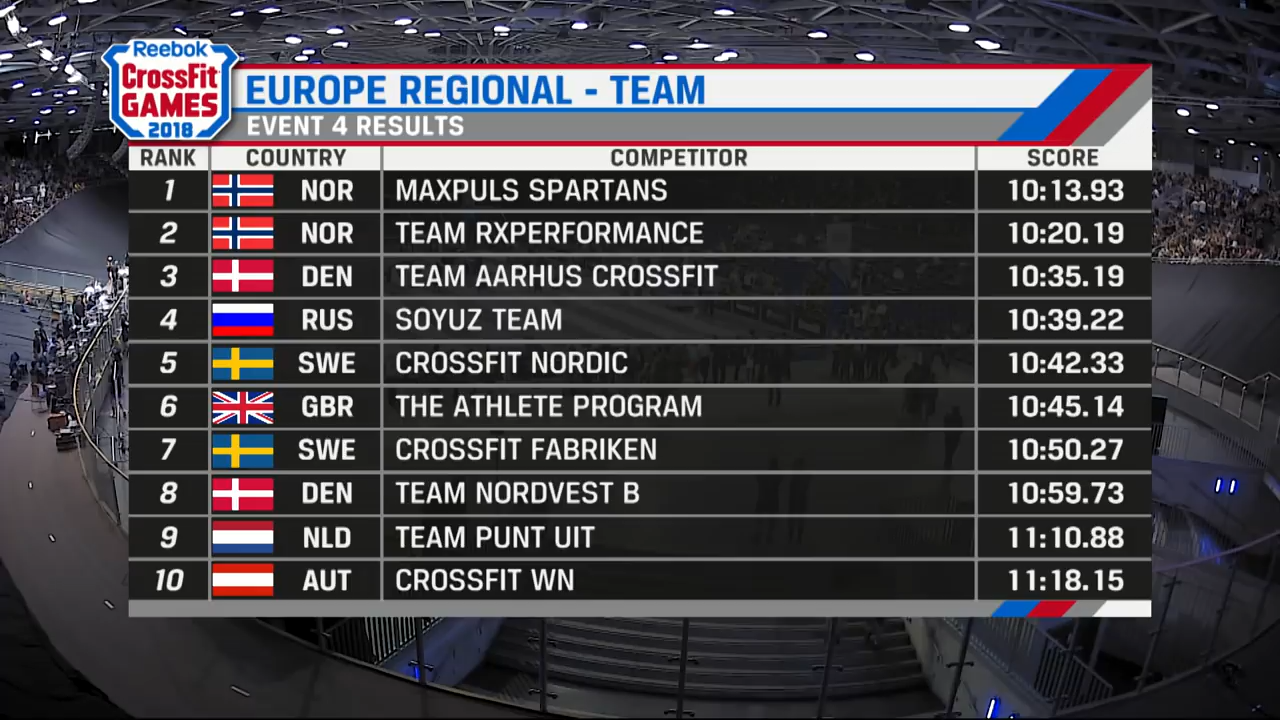 Reebok
CrossFit
GAMES
2018
EUROPE REGIONAL - TEAM
EVENT 4 RESULTS
RANK COUNTRY COMPETITOR SCORE
1 NOR MAXPULS SPARTANS 10:13.93
2 NOR TEAM RXPERFORMANCE 10:20.19
3 DEN TEAM AARHUS CROSSFIT 10:35.19
4 RUS SOYUZ TEAM 10:39.22
5 SWE CROSSFIT NORDIC 10:42.33
6 GBR THE ATHLETE PROGRAM 10:45.14
7 SWE CROSSFIT FABRIKEN 10:50.27
8 DEN TEAM NORDVEST B 10:59.73
9 NLD TEAM PUNT UIT 11:10.88
10 AUT CROSSFIT WN 11:18.15